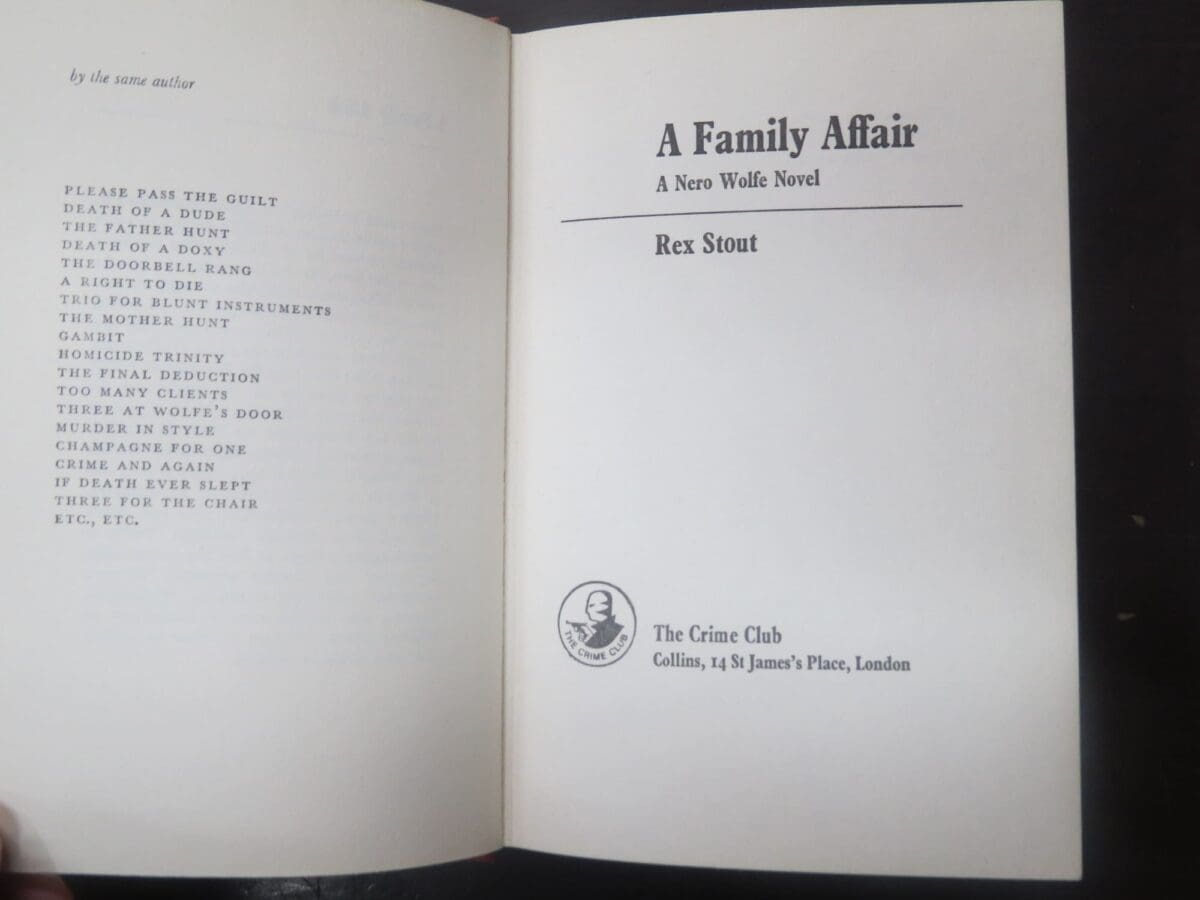 by the same author
PLEASE PASS THE GUILT
DEATH OF A DUDE
THE FATHER HUNT
DEATH OF A DOXY
THE DOORBELL RANG
A RIGHT TO DIE
TRIO FOR BLUNT INSTRUMENTS
THE MOTHER HUNT
GAMBIT
HOMICIDE TRINITY
THE FINAL DEDUCTION
TOO MANY CLIENTS
THREE AT WOLFE'S DOOR
MURDER IN STYLE
CHAMPAGNE FOR ONE
CRIME AND AGAIN
IF DEATH EVER SLEPT
THREE FOR THE CHAIR
ETC., ETC.
A Family Affair
A Nero Wolfe Novel
Rex Stout
THE CRIME CLUB
The Crime Club
Collins, 14 St James's Place, London